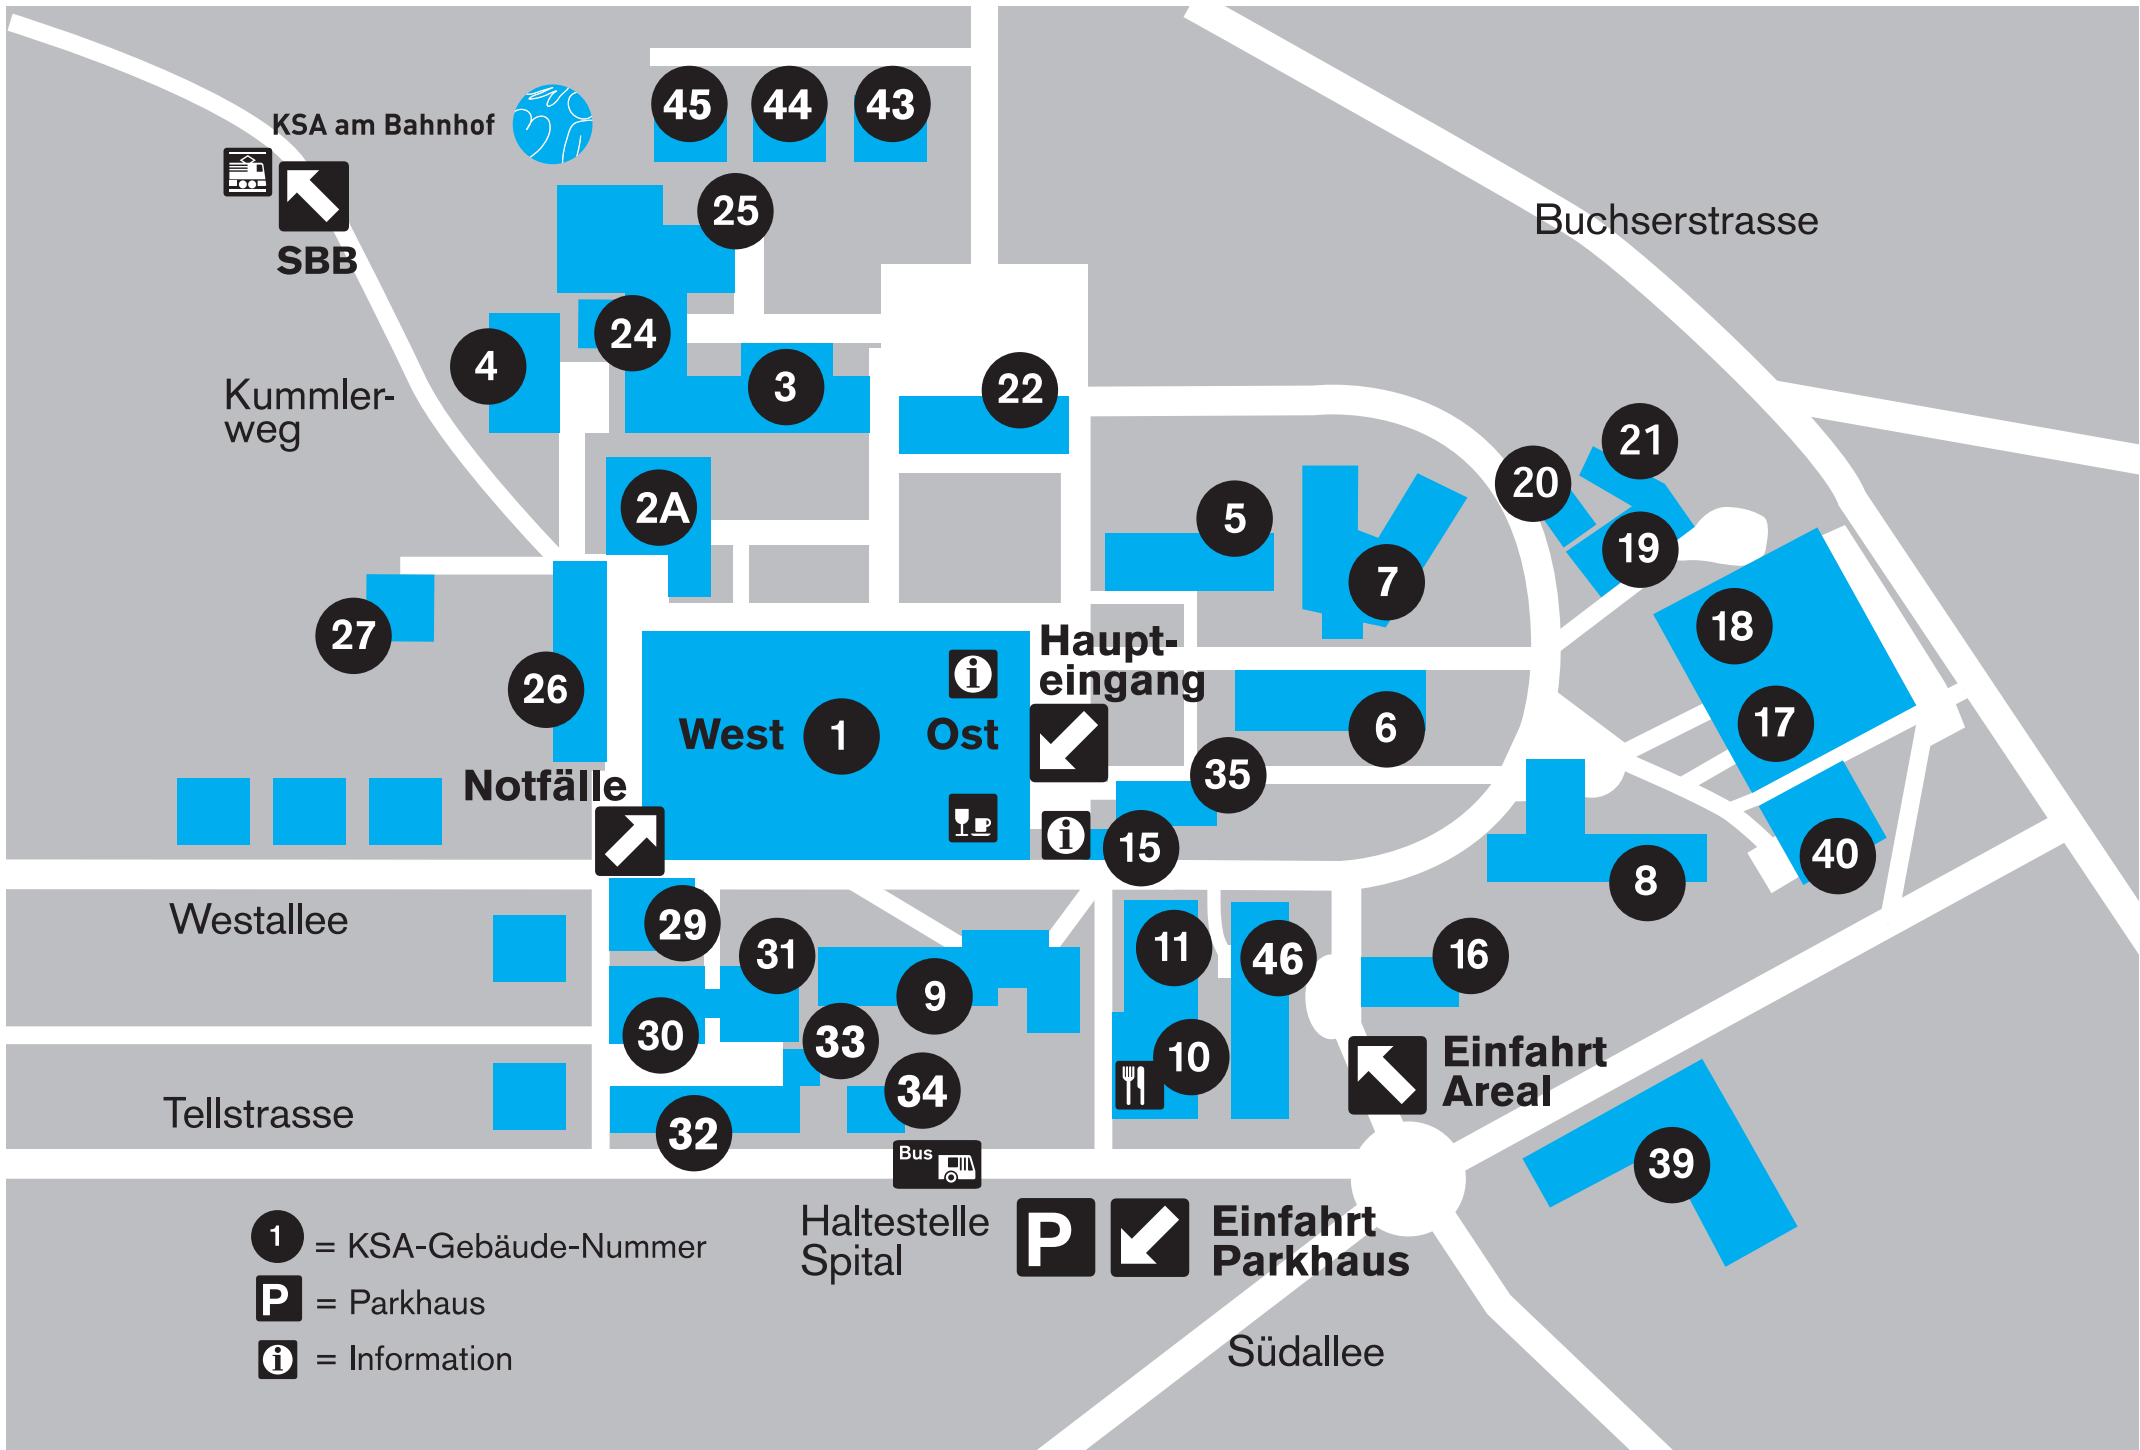 45
44
43
KSA am Bahnhof
25
Buchserstrasse
SBB
24
4
3
22
Kummler-
weg
21
20
2A
5
19
7
27
18
Haupt-
eingang
26
West
1
Ost
17
6
Notfälle
35
15
40
8
Westallee
29
31
11
46
16
9
30
33
10
Einfahrt
Areal
34
Tellstrasse
32
Bus
39
Haltestelle
Spital
P
Einfahrt
Parkhaus
1 = KSA-Gebäude-Nummer
P = Parkhaus
i = Information
Südallee
i
i